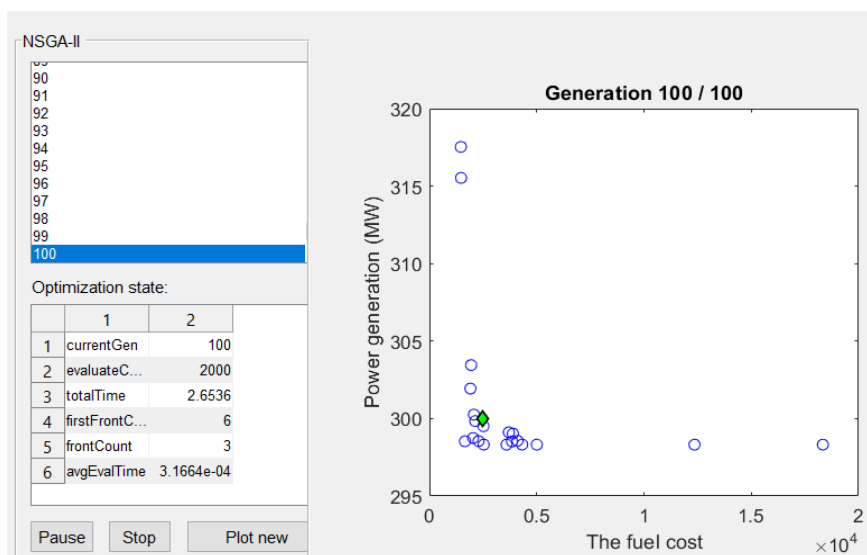 NSGA-II
90
91
92
93
94
95
96
97
98
99
100
Optimization state:
1 2
1 currentGen 100
2 evaluateC... 2000
3 totalTime 2.6536
4 firstFrontC... 6
5 frontCount 3
6 avgEvalTime 3.1664e-04
Pause Stop Plot new
Generation 100 / 100
320
315
310
305
300
295
Power generation (MW)
0 0.5 1 1.5 2
The fuel cost
×10⁴